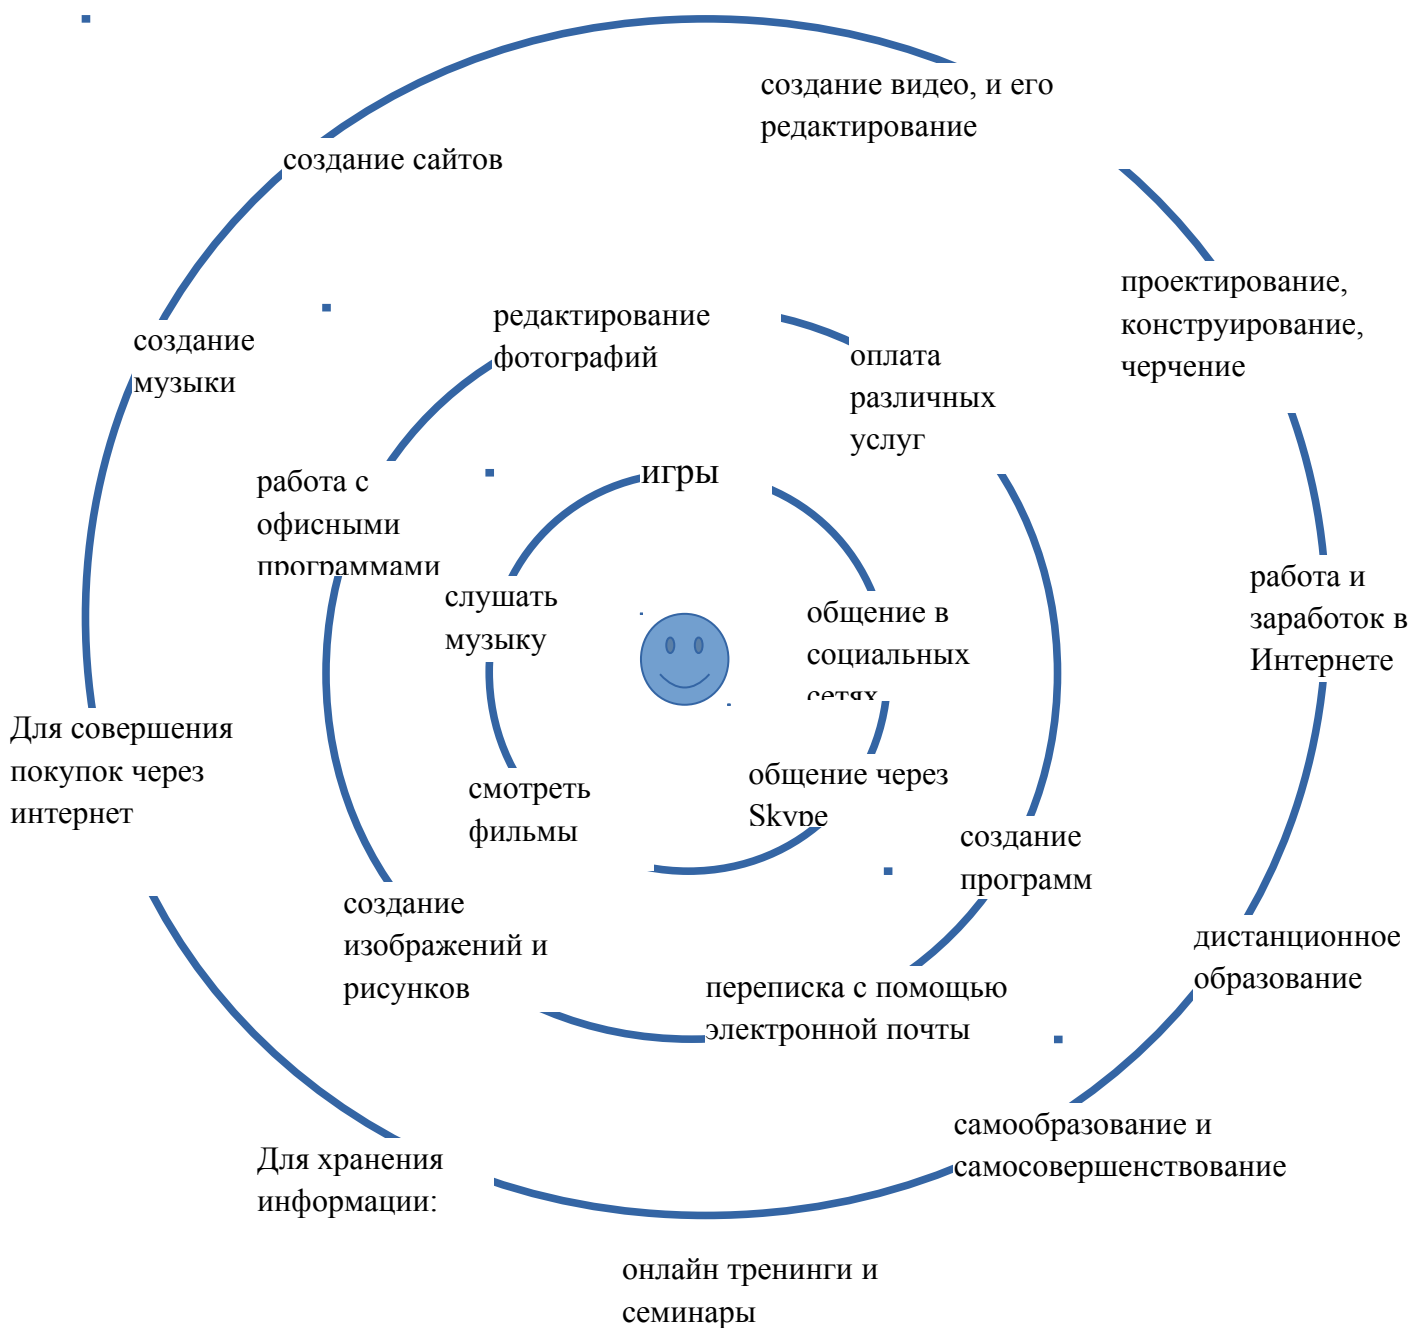 создание видео, и его
редактирование
создание сайтов
проектирование,
конструирование,
черчение
создание
музыки
редактирование
фотографий
оплата
различных
услуг
игры
работа с
офисными
программами
слушать
музыку
общение в
социальных
сетях
работа и
заработок в
Интернете
Для совершения
покупок через
интернет
смотреть
фильмы
общение через
Skype
создание
программ
создание
изображений и
рисунков
дистанционное
образование
переписка с помощью
электронной почты
самообразование и
самосовершенствование
Для хранения
информации:
онлайн тренинги и
семинары